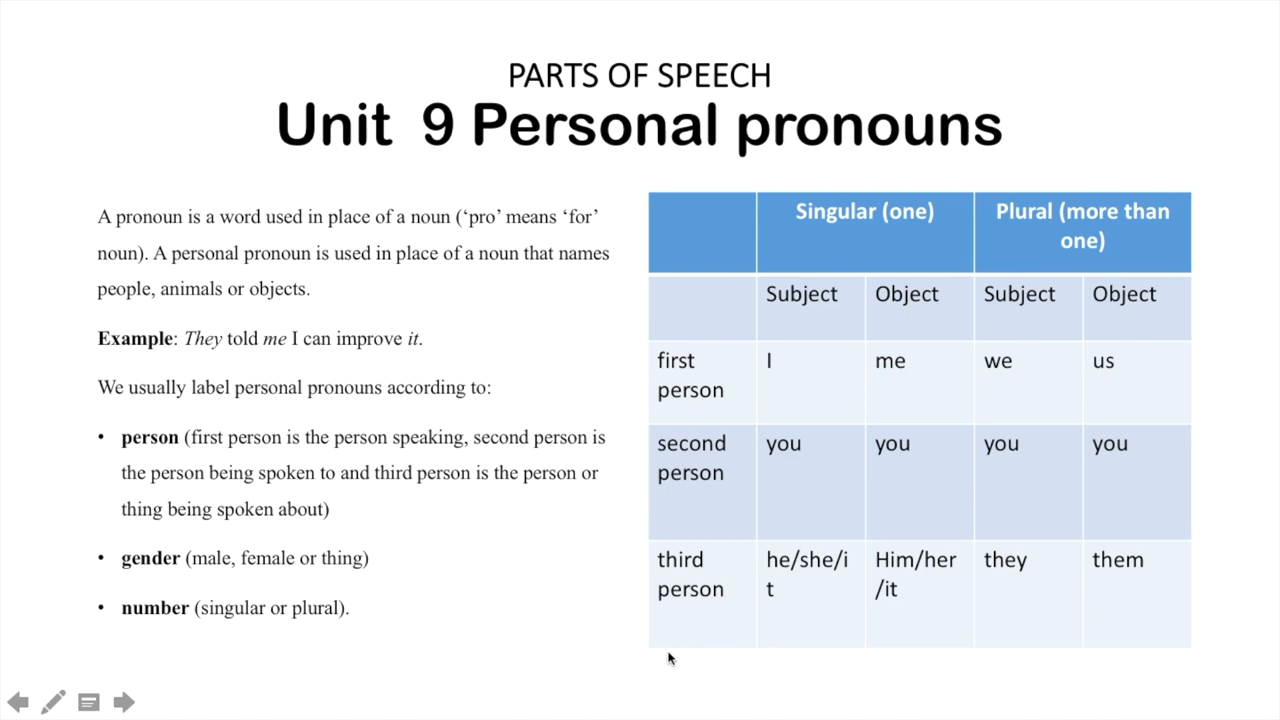 PARTS OF SPEECH
Unit 9 Personal pronouns
A pronoun is a word used in place of a noun (‘pro’ means ‘for’
noun). A personal pronoun is used in place of a noun that names
people, animals or objects.
Example: They told me I can improve it.
We usually label personal pronouns according to:
• person (first person is the person speaking, second person is
the person being spoken to and third person is the person or
thing being spoken about)
• gender (male, female or thing)
• number (singular or plural).
Singular (one) Plural (more than
one)
Subject Object Subject Object
first
person I me we us
second
person you you you you
third
person he/she/i
t Him/her
/it they them